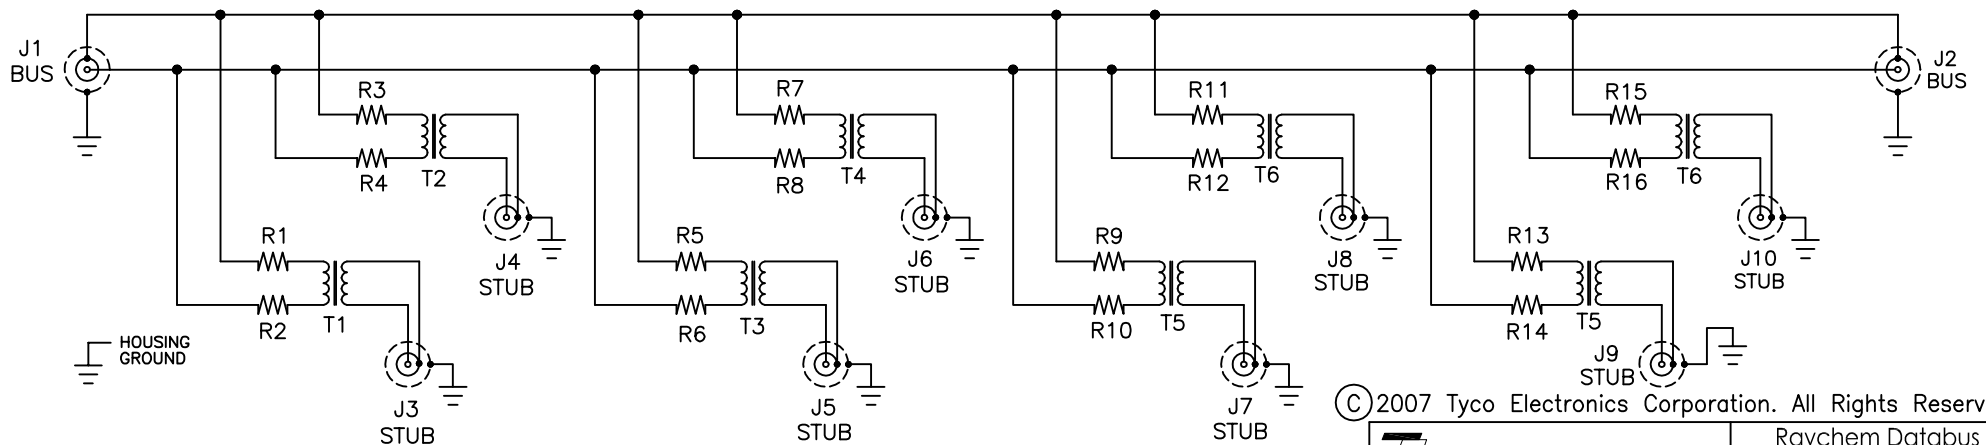 J1
BUS
J2
BUS
R3
R4
T2
R7
R8
T4
R11
R12
T6
R15
R16
T6
J4
STUB
J6
STUB
J8
STUB
J10
STUB
R1
R2
T1
R5
R6
T3
R9
R10
T5
R13
R14
T5
HOUSING
GROUND
J3
STUB
J5
STUB
J7
STUB
J9
STUB
C 2007 Tyco Electronics Corporation. All Rights Reserv
Raychem Databus